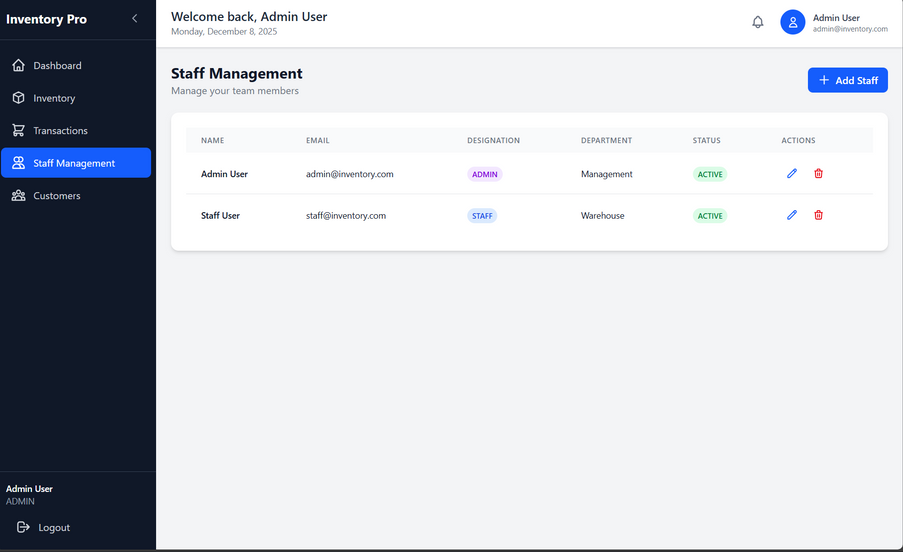 Inventory Pro
Dashboard
Inventory
Transactions
Staff Management
Customers
Admin User
ADMIN
Logout
Welcome back, Admin User
Monday, December 8, 2025
Admin User
admin@inventory.com
Staff Management
Manage your team members
Add Staff
NAME EMAIL DESIGNATION DEPARTMENT STATUS ACTIONS
Admin User admin@inventory.com ADMIN Management ACTIVE
Staff User staff@inventory.com STAFF Warehouse ACTIVE